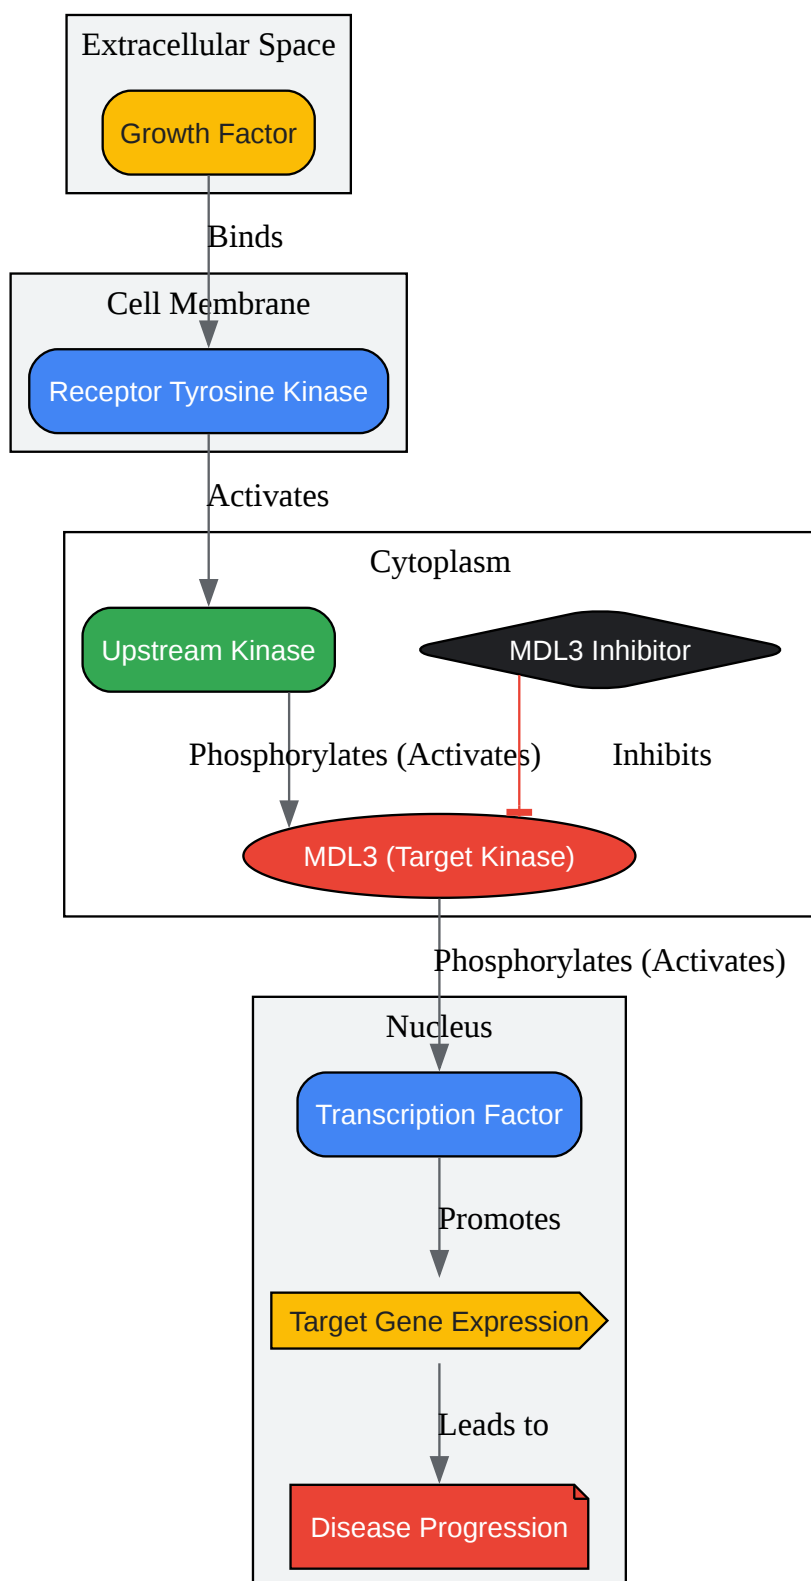 Extracellular Space
Growth Factor
Binds
Cell Membrane
Receptor Tyrosine Kinase
Activates
Cytoplasm
Upstream Kinase
MDL3 Inhibitor
Phosphorylates (Activates)
Inhibits
MDL3 (Target Kinase)
Phosphorylates (Activates)
Nucleus
Transcription Factor
Promotes
Target Gene Expression
Leads to
Disease Progression